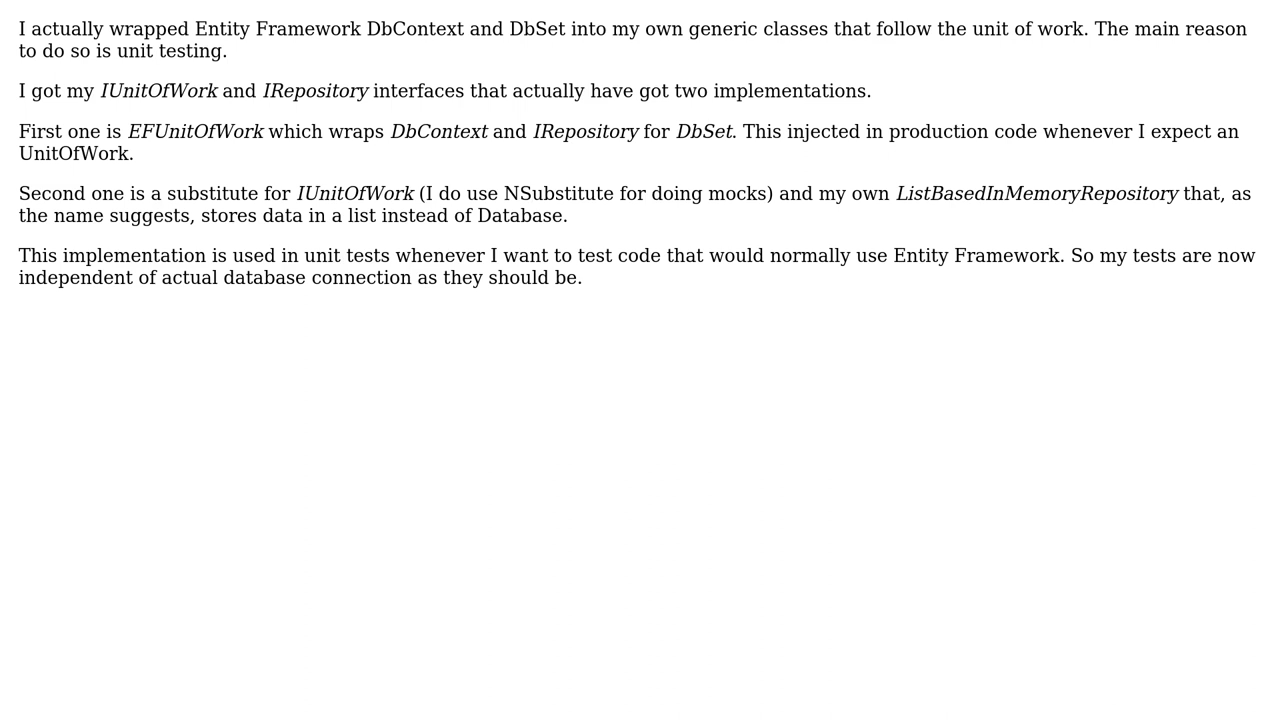 I actually wrapped Entity Framework DbContext and DbSet into my own generic classes that follow the unit of work. The main reason
to do so is unit testing.
I got my IUnitOfWork and IRepository interfaces that actually have got two implementations.
First one is EFUnitOfWork which wraps DbContext and IRepository for DbSet. This injected in production code whenever I expect an
UnitOfWork.
Second one is a substitute for IUnitOfWork (I do use NSubstitute for doing mocks) and my own ListBasedInMemoryRepository that, as
the name suggests, stores data in a list instead of Database.
This implementation is used in unit tests whenever I want to test code that would normally use Entity Framework. So my tests are now
independent of actual database connection as they should be.